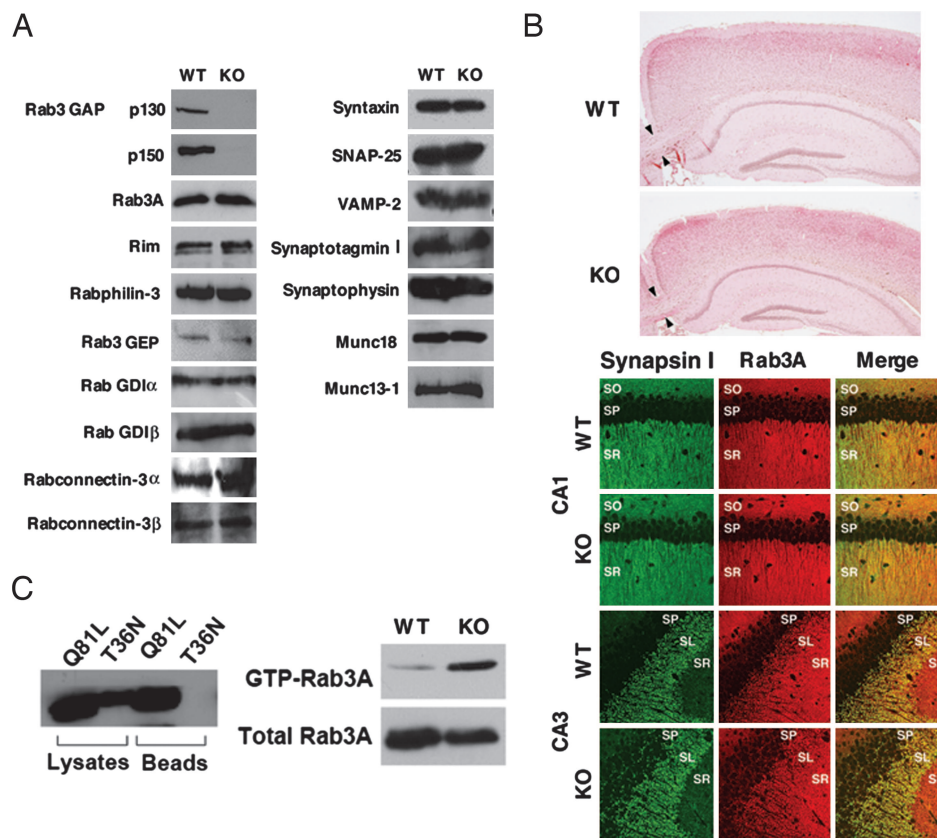 A
WT KO
Rab3 GAP p130
p150
Rab3A
Rim
Rabphilin-3
Rab3 GEP
Rab GDIα
Rab GDIβ
Rabconnectin-3α
Rabconnectin-3β
WT KO
Syntaxin
SNAP-25
VAMP-2
Synaptotagmin I
Synaptophysin
Munc18
Munc13-1
B
WT
KO
Synapsin I Rab3A Merge
CA1
WT
SO SO SO
SP SP SP
SR SR SR
KO
SO SO SO
SP SP SP
SR SR SR
CA3
WT
SP SP SP
SL SL SL
SR SR SR
KO
SP SP SP
SL SL SL
SR SR SR
C
Q81L T36N Q81L T36N
Lysates Beads
WT KO
GTP-Rab3A
Total Rab3A